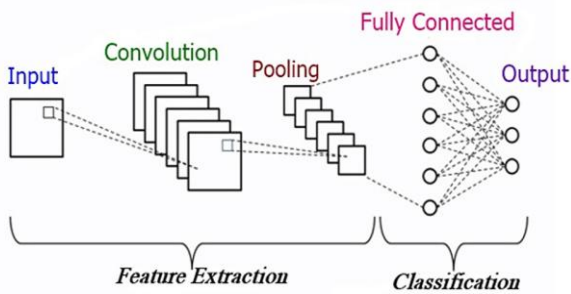 Fully Connected
Convolution
Pooling
Input
Output
Feature Extraction
Classification